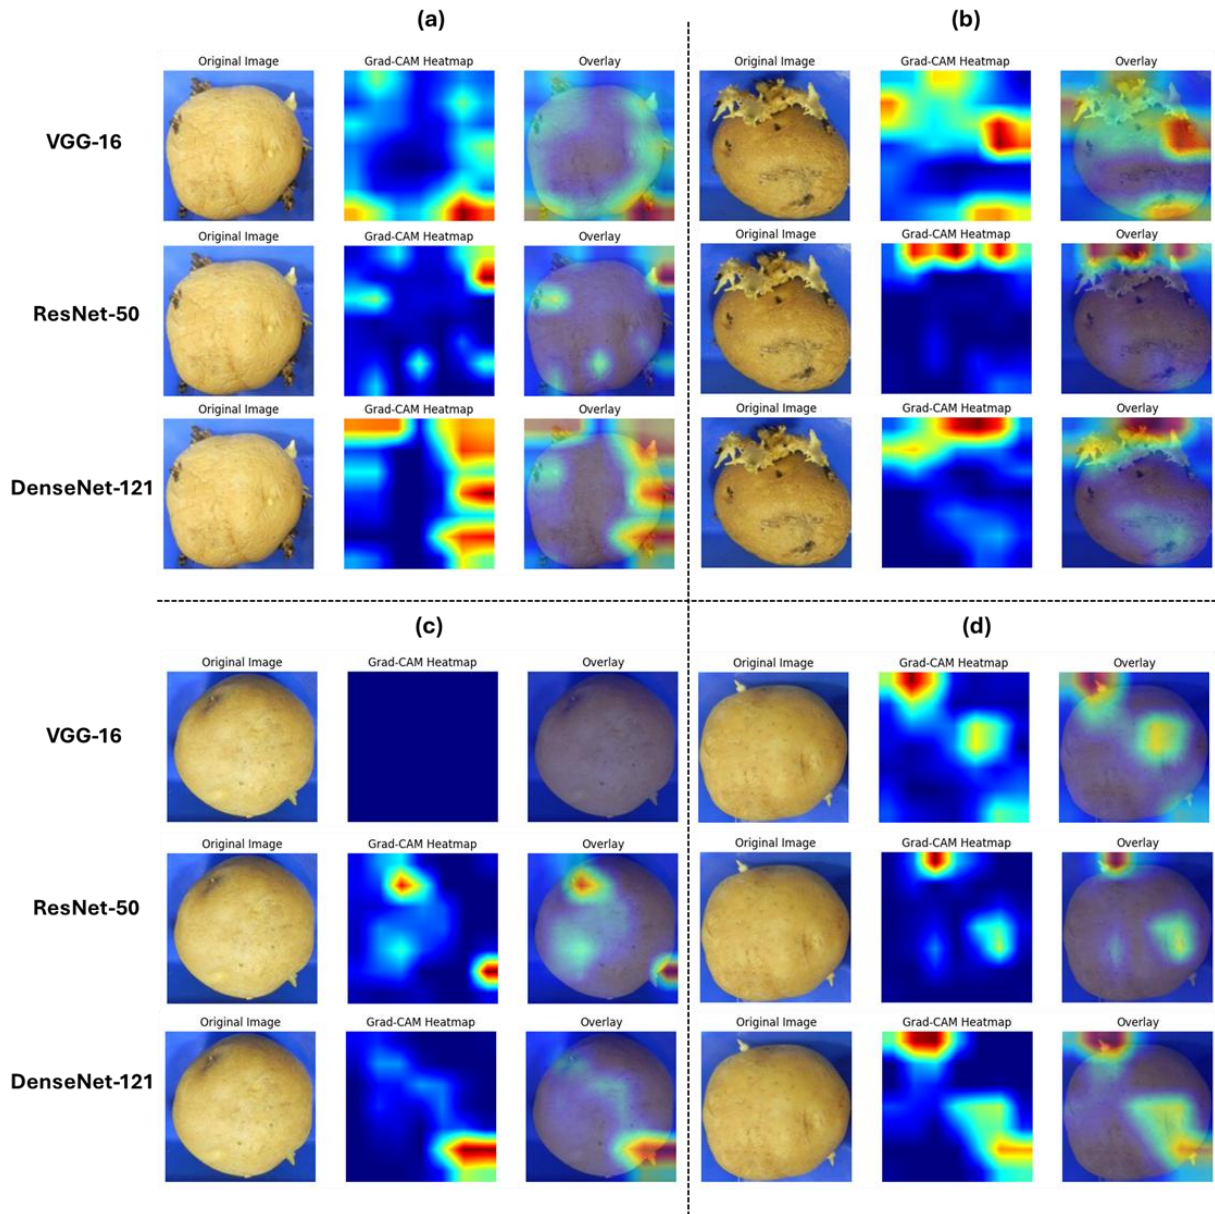 (a)
(b)
Original Image Grad-CAM Heatmap Overlay Original Image Grad-CAM Heatmap Overlay
VGG-16
Original Image Grad-CAM Heatmap Overlay Original Image Grad-CAM Heatmap Overlay
ResNet-50
Original Image Grad-CAM Heatmap Overlay Original Image Grad-CAM Heatmap Overlay
DenseNet-121
(c)
(d)
Original Image Grad-CAM Heatmap Overlay Original Image Grad-CAM Heatmap Overlay
VGG-16
Original Image Grad-CAM Heatmap Overlay Original Image Grad-CAM Heatmap Overlay
ResNet-50
Original Image Grad-CAM Heatmap Overlay Original Image Grad-CAM Heatmap Overlay
DenseNet-121